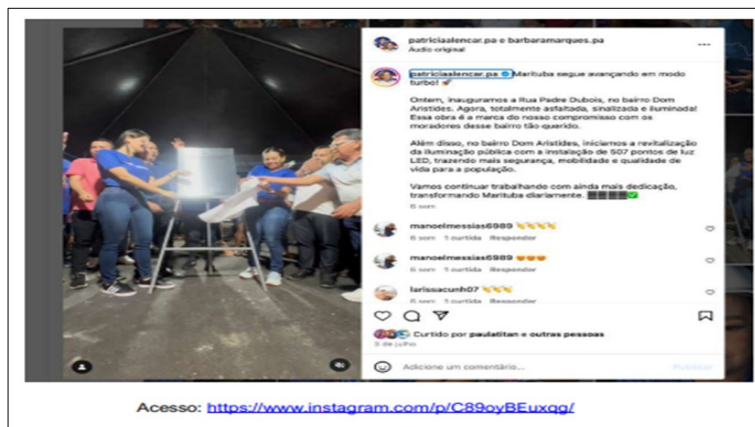 patriciaalencar.pa e barbaramarques.pa
Áudio original
patriciaalencar.pa Marituba segue avançando em modo
turbo!
Ontem, inauguramos a Rua Padre Dubois, no bairro Dom
Aristides. Agora, totalmente asfaltada, sinalizada e iluminada!
Essa obra é a marca do nosso compromisso com os
moradores desse bairro tão querido.
Além disso, no bairro Dom Aristides, iniciamos a revitalização
da iluminação pública com a instalação de 507 pontos de luz
LED, trazendo mais segurança, mobilidade e qualidade de
vida para a população.
Vamos continuar trabalhando com ainda mais dedicação,
transformando Marituba diariamente.
6 sem
manoelmessias6989
6 sem 1 curtida Responder
manoelmessias6989
6 sem 1 curtida Responder
larissacunh07
6 sem 1 curtida Responder
Curtido por paulatitan e outras pessoas
3 de julho
Adicione um comentário...
Publicar
Acesso: https://www.instagram.com/p/C89oyBEuxqg/